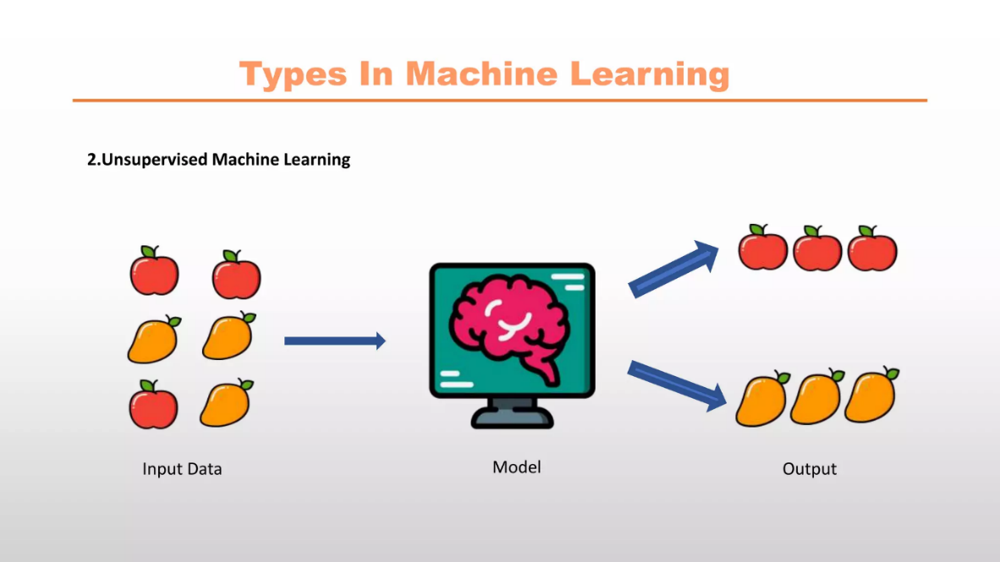 Types In Machine Learning
2.Unsupervised Machine Learning
Input Data
Model
Output